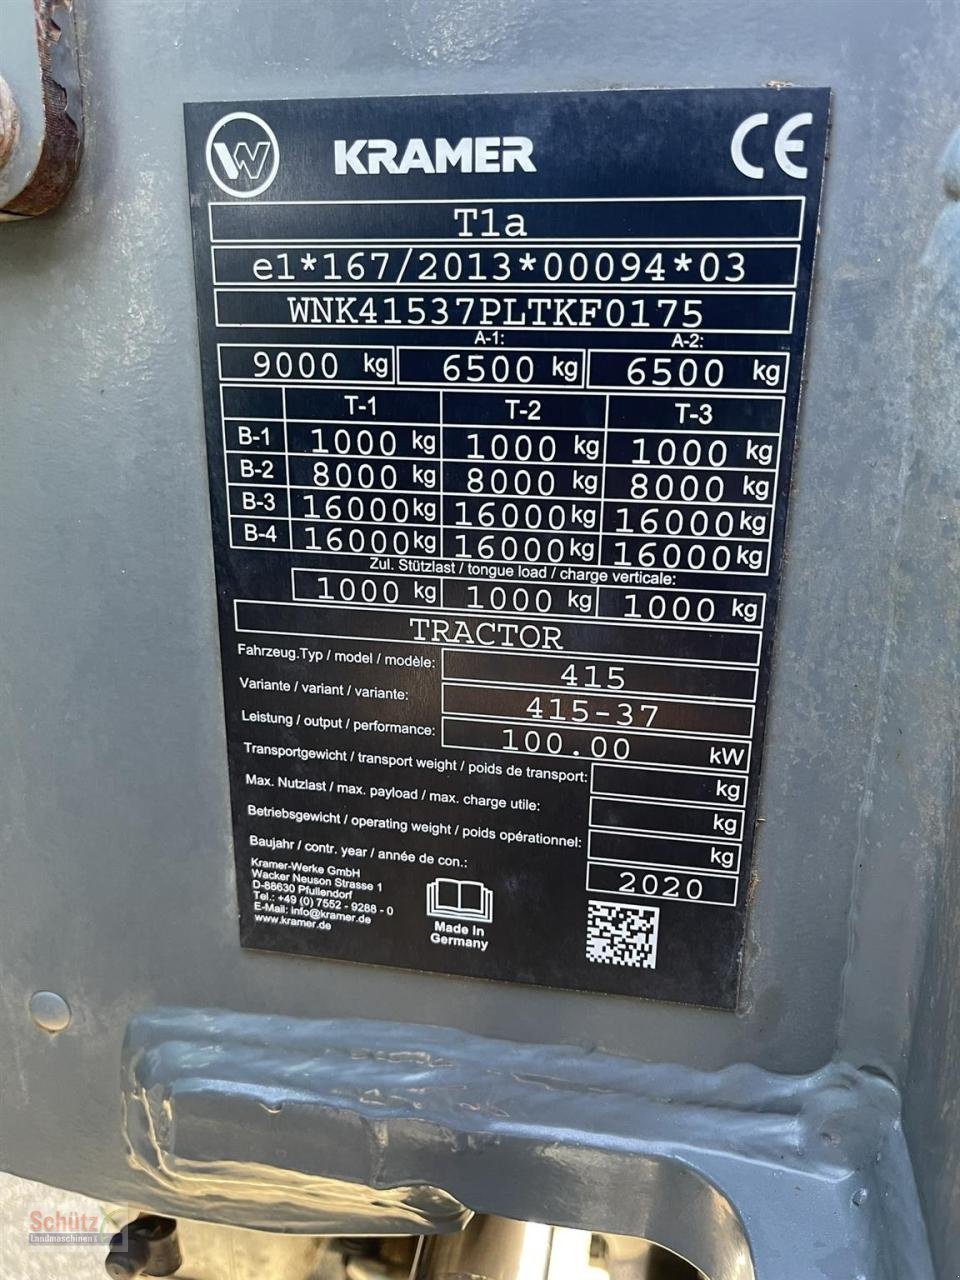 W KRAMER CE
T1a
e1*167/2013*00094*03
WNK41537PLTKF0175
A-1: A-2:
9000 kg 6500 kg 6500 kg
T-1 T-2 T-3
B-1 1000 kg 1000 kg 1000 kg
B-2 8000 kg 8000 kg 8000 kg
B-3 16000 kg 16000 kg 16000 kg
B-4 16000 kg 16000 kg 16000 kg
Zul. Stützlast / tongue load / charge verticale:
1000 kg 1000 kg 1000 kg
TRACTOR
Fahrzeug.Typ / model / modèle: 415
Variante / variant / variante: 415-37
Leistung / output / performance: 100.00 kW
Transportgewicht / transport weight / poids de transport: kg
Max. Nutzlast / max. payload / max. charge utile: kg
Betriebsgewicht / operating weight / poids opérationnel: kg
Baujahr / contr. year / année de con.: 2020
Kramer-Werke GmbH
Wacker Neuson Strasse 1
D-88630 Pfullendorf
Tel.: +49 (0) 7552 - 9288 - 0
E-Mail: info@kramer.de
www.kramer.de
Made In
Germany
Schütz
Landmaschinen